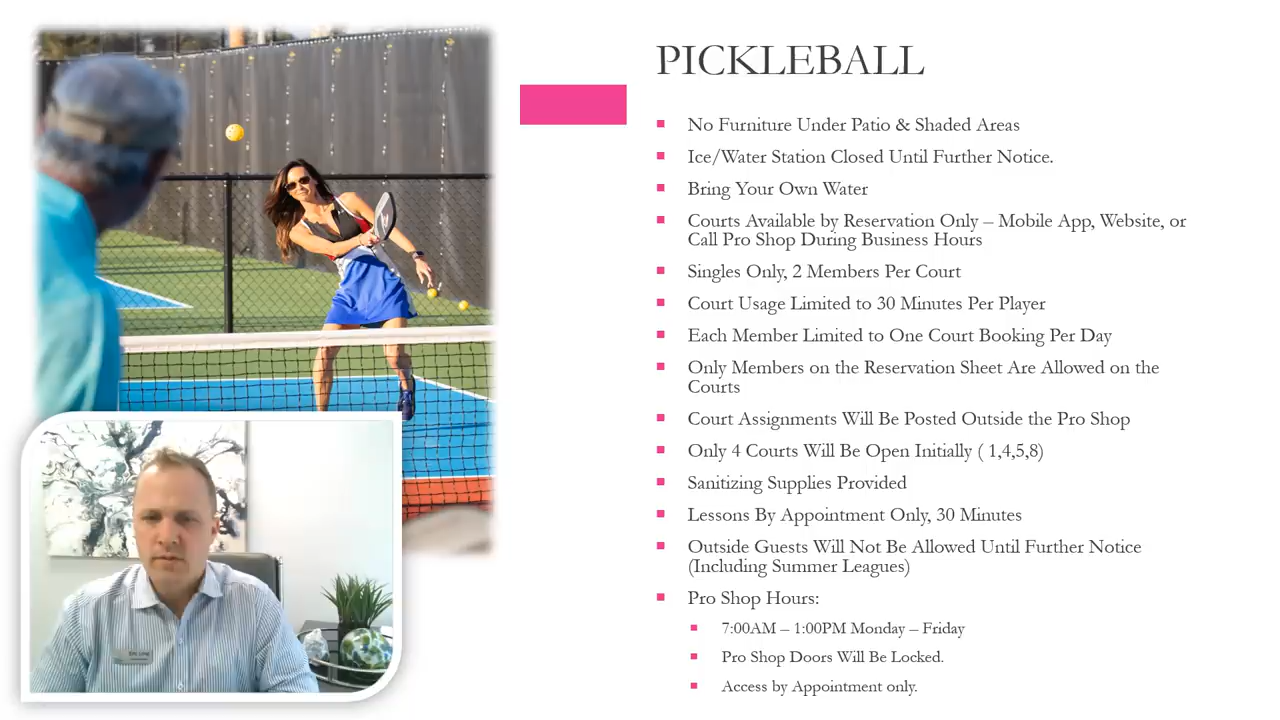 PICKLEBALL
No Furniture Under Patio & Shaded Areas
Ice/Water Station Closed Until Further Notice.
Bring Your Own Water
Courts Available by Reservation Only – Mobile App, Website, or
Call Pro Shop During Business Hours
Singles Only, 2 Members Per Court
Court Usage Limited to 30 Minutes Per Player
Each Member Limited to One Court Booking Per Day
Only Members on the Reservation Sheet Are Allowed on the
Courts
Court Assignments Will Be Posted Outside the Pro Shop
Only 4 Courts Will Be Open Initially ( 1,4,5,8)
Sanitizing Supplies Provided
Lessons By Appointment Only, 30 Minutes
Outside Guests Will Not Be Allowed Until Further Notice
(Including Summer Leagues)
Pro Shop Hours:
7:00AM – 1:00PM Monday – Friday
Pro Shop Doors Will Be Locked.
Access by Appointment only.